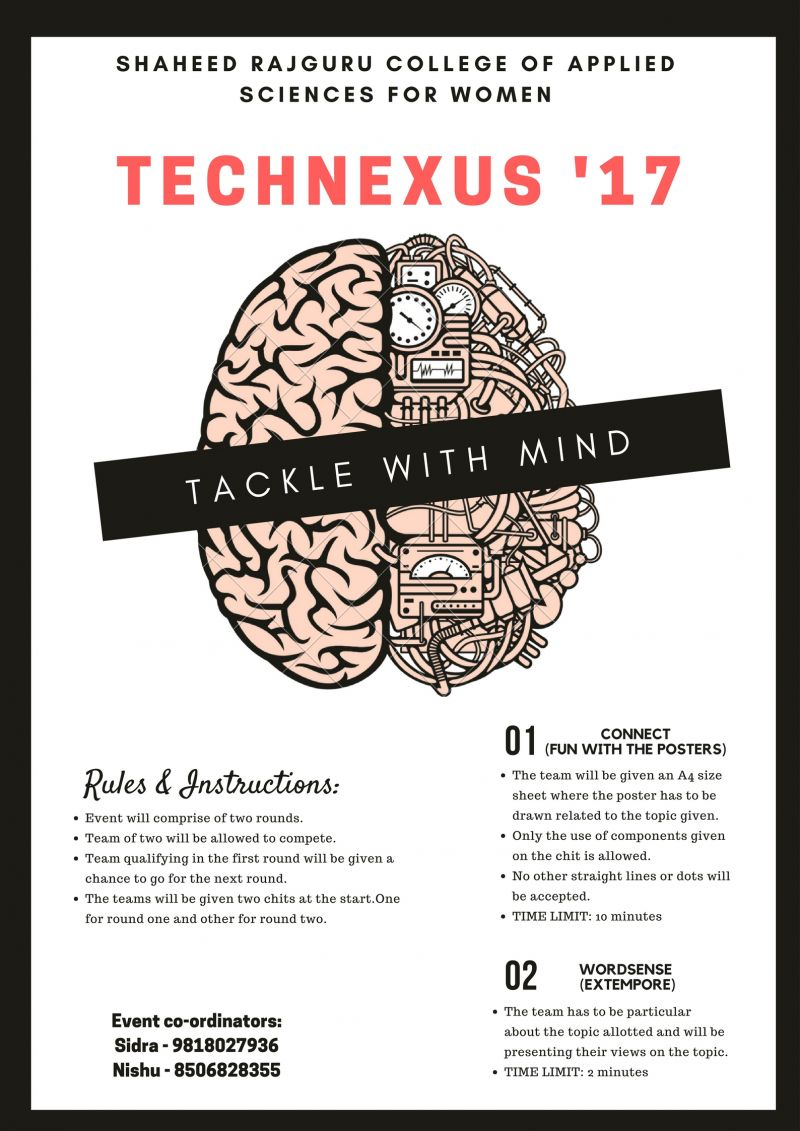 SHAHEED RAJGURU COLLEGE OF APPLIED
SCIENCES FOR WOMEN
TECHNEXUS '17
TACKLE WITH MIND
Rules & Instructions:
• Event will comprise of two rounds.
• Team of two will be allowed to compete.
• Team qualifying in the first round will be given a
chance to go for the next round.
• The teams will be given two chits at the start.One
for round one and other for round two.
Event co-ordinators:
Sidra - 9818027936
Nishu - 8506828355
01 CONNECT
(FUN WITH THE POSTERS)
• The team will be given an A4 size
sheet where the poster has to be
drawn related to the topic given.
• Only the use of components given
on the chit is allowed.
• No other straight lines or dots will
be accepted.
• TIME LIMIT: 10 minutes
02 WORDSENSE
(EXTEMPORE)
• The team has to be particular
about the topic allotted and will be
presenting their views on the topic.
• TIME LIMIT: 2 minutes